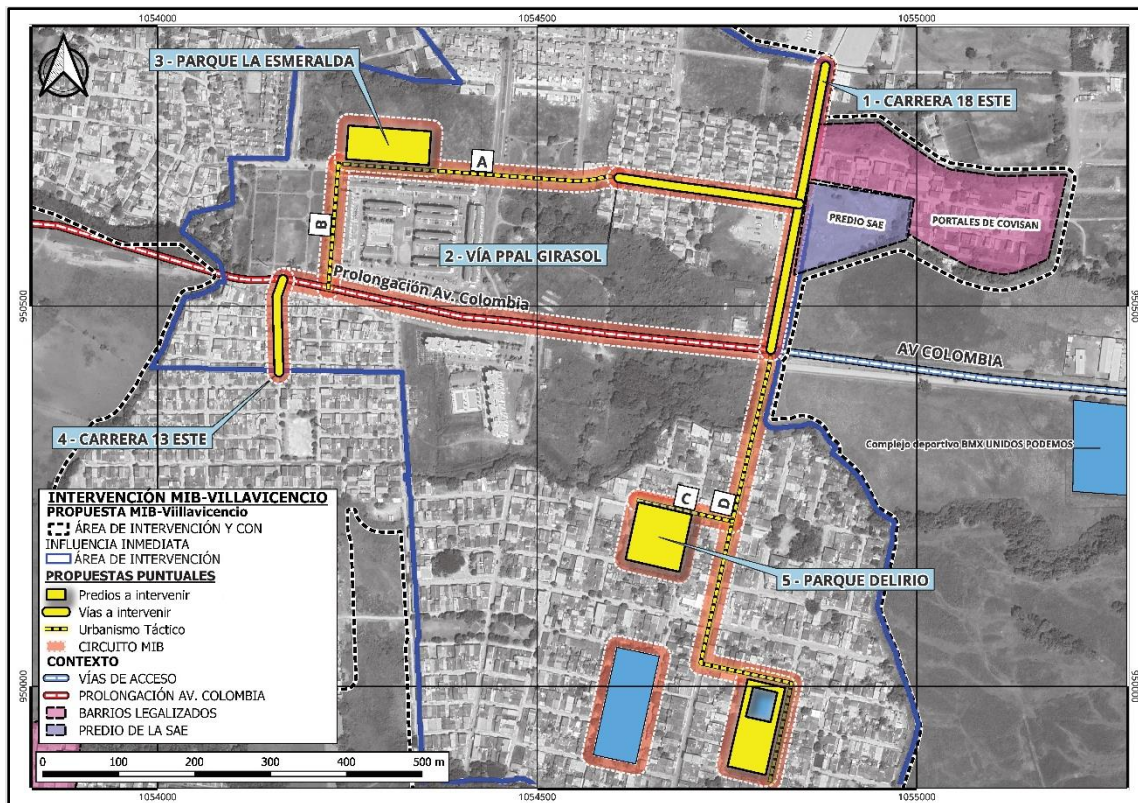 1054000
1054500
1055000
3 - PARQUE LA ESMERALDA
1 - CARRERA 18 ESTE
A
B
PREDIO SAE
PORTALES DE COVISAN
2 - VÍA PPAL GIRASOL
Prolongación Av. Colombia
950500
950500
AV COLOMBIA
4 - CARRERA 13 ESTE
Complejo deportivo BMX UNIDOS PODEMOS
C
D
5 - PARQUE DELIRIO
INTERVENCIÓN MIB-VILLAVICENCIO
PROPUESTA MIB-Viillavicencio
ÁREA DE INTERVENCIÓN Y CON
INFLUENCIA INMEDIATA
ÁREA DE INTERVENCIÓN
PROPUESTAS PUNTUALES
Predios a intervenir
Vías a intervenir
Urbanismo Táctico
CIRCUITO MIB
CONTEXTO
VÍAS DE ACCESO
PROLONGACIÓN AV. COLOMBIA
BARRIOS LEGALIZADOS
PREDIO DE LA SAE
950000
950000
0 100 200 300 400 500 m
1054000
1054500
1055000